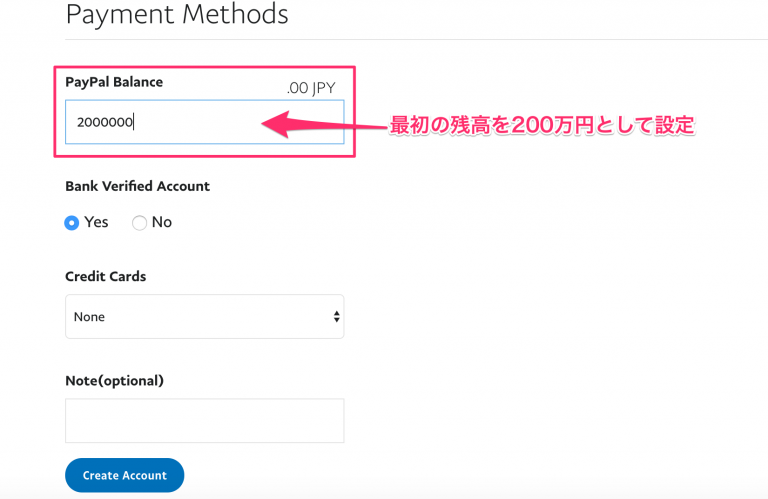 Payment Methods
PayPal Balance
.00 JPY
2000000
最初の残高を200万円として設定
Bank Verified Account
Yes No
Credit Cards
None
Note(optional)
Create Account